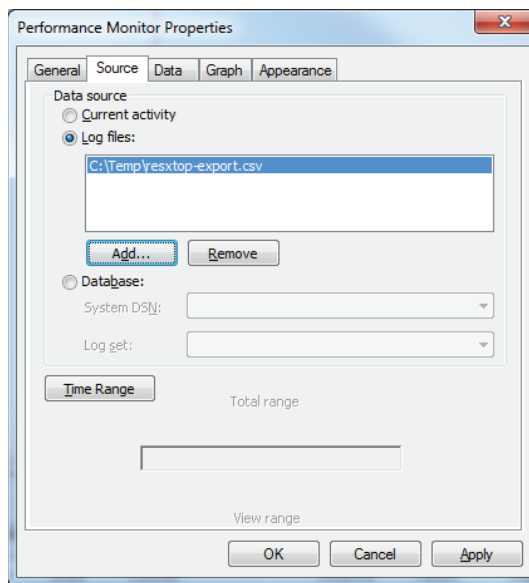 Performance Monitor Properties
General Source Data Graph Appearance
Data source
Current activity
Log files:
C:\Temp\resxtop-export.csv
Add... Remove
Database:
System DSN:
Log set:
Time Range
Total range
View range
OK Cancel Apply